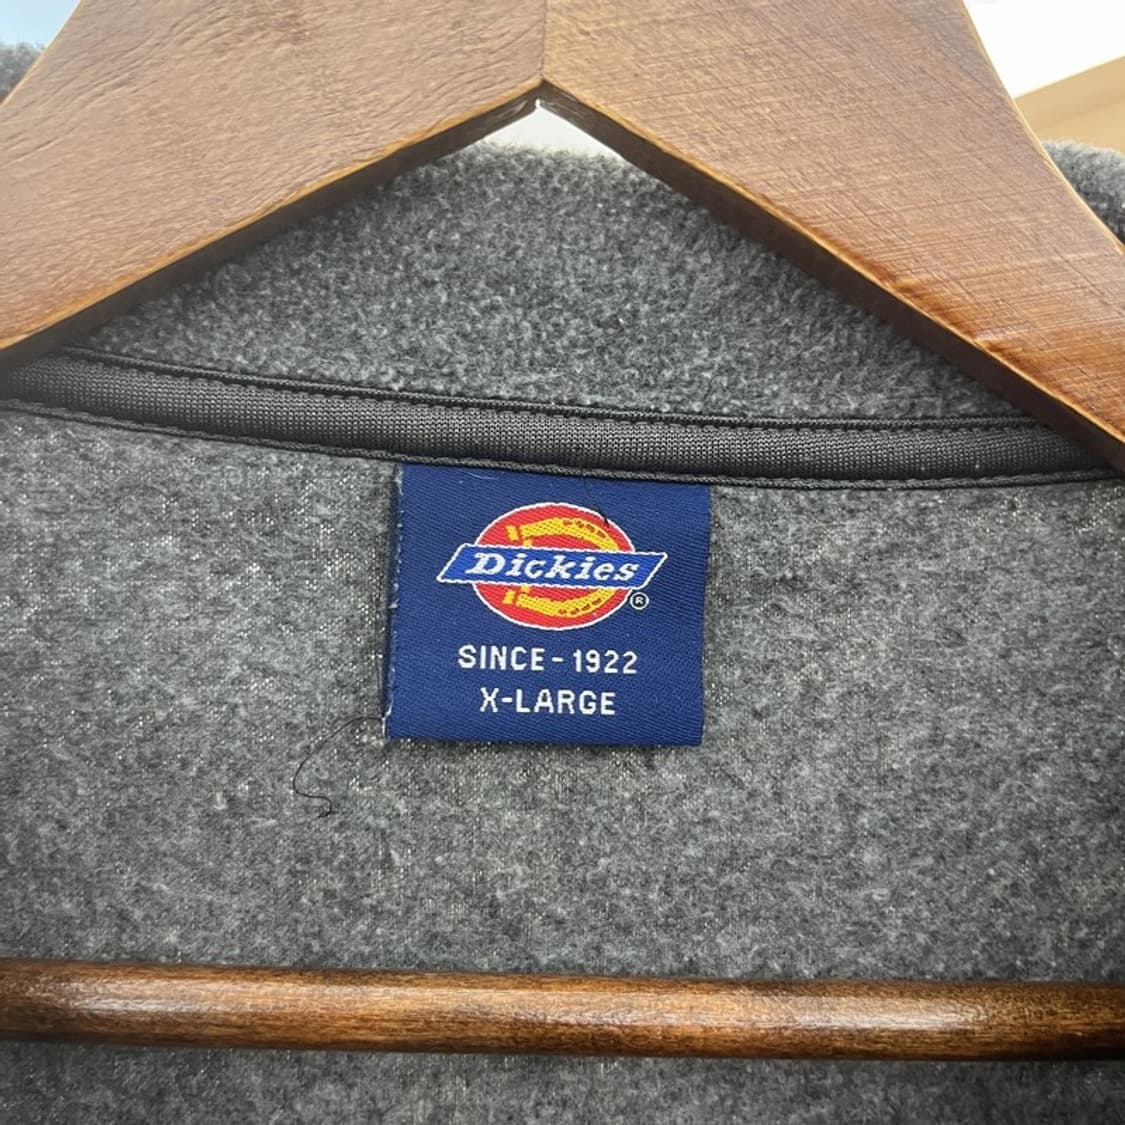 Dickies
®
SINCE-1922
X-LARGE